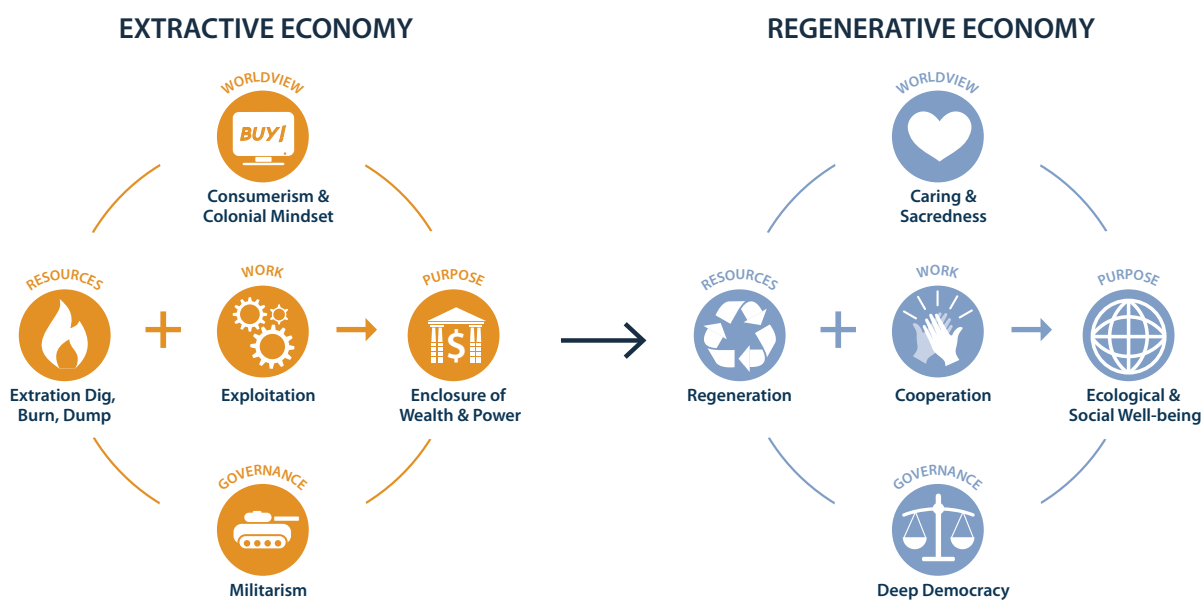 EXTRACTIVE ECONOMY
WORLDVIEW
BUY!
Consumerism &
Colonial Mindset
RESOURCES
Extration Dig,
Burn, Dump
WORK
Exploitation
PURPOSE
$
Enclosure of
Wealth & Power
GOVERNANCE
Militarism
REGENERATIVE ECONOMY
WORLDVIEW
Caring &
Sacredness
RESOURCES
Regeneration
WORK
Cooperation
PURPOSE
Ecological &
Social Well-being
GOVERNANCE
Deep Democracy